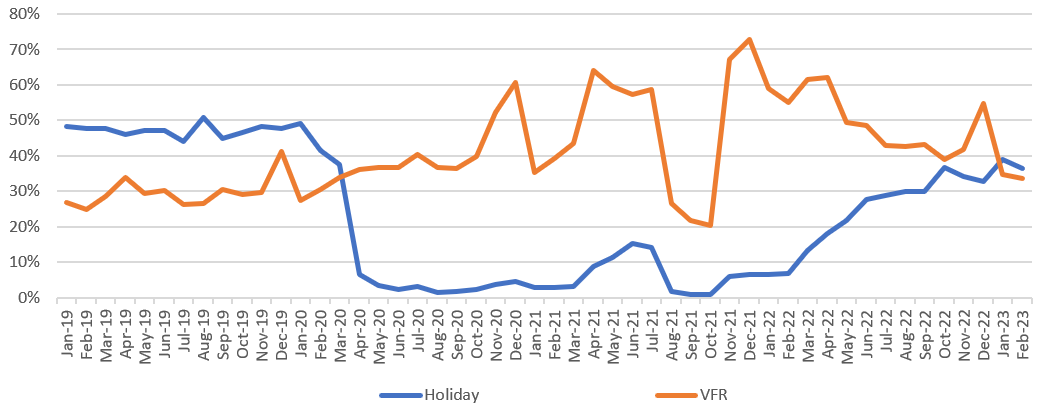 80%
70%
60%
50%
40%
30%
20%
10%
0%
Jan-19
Feb-19
Mar-19
Apr-19
May-19
Jun-19
Jul-19
Aug-19
Sep-19
Oct-19
Nov-19
Dec-19
Jan-20
Feb-20
Mar-20
Apr-20
May-20
Jun-20
Jul-20
Aug-20
Sep-20
Oct-20
Nov-20
Dec-20
Jan-21
Feb-21
Mar-21
Apr-21
May-21
Jun-21
Jul-21
Aug-21
Sep-21
Oct-21
Nov-21
Dec-21
Jan-22
Feb-22
Mar-22
Apr-22
May-22
Jun-22
Jul-22
Aug-22
Sep-22
Oct-22
Nov-22
Dec-22
Jan-23
Feb-23
Holiday
VFR